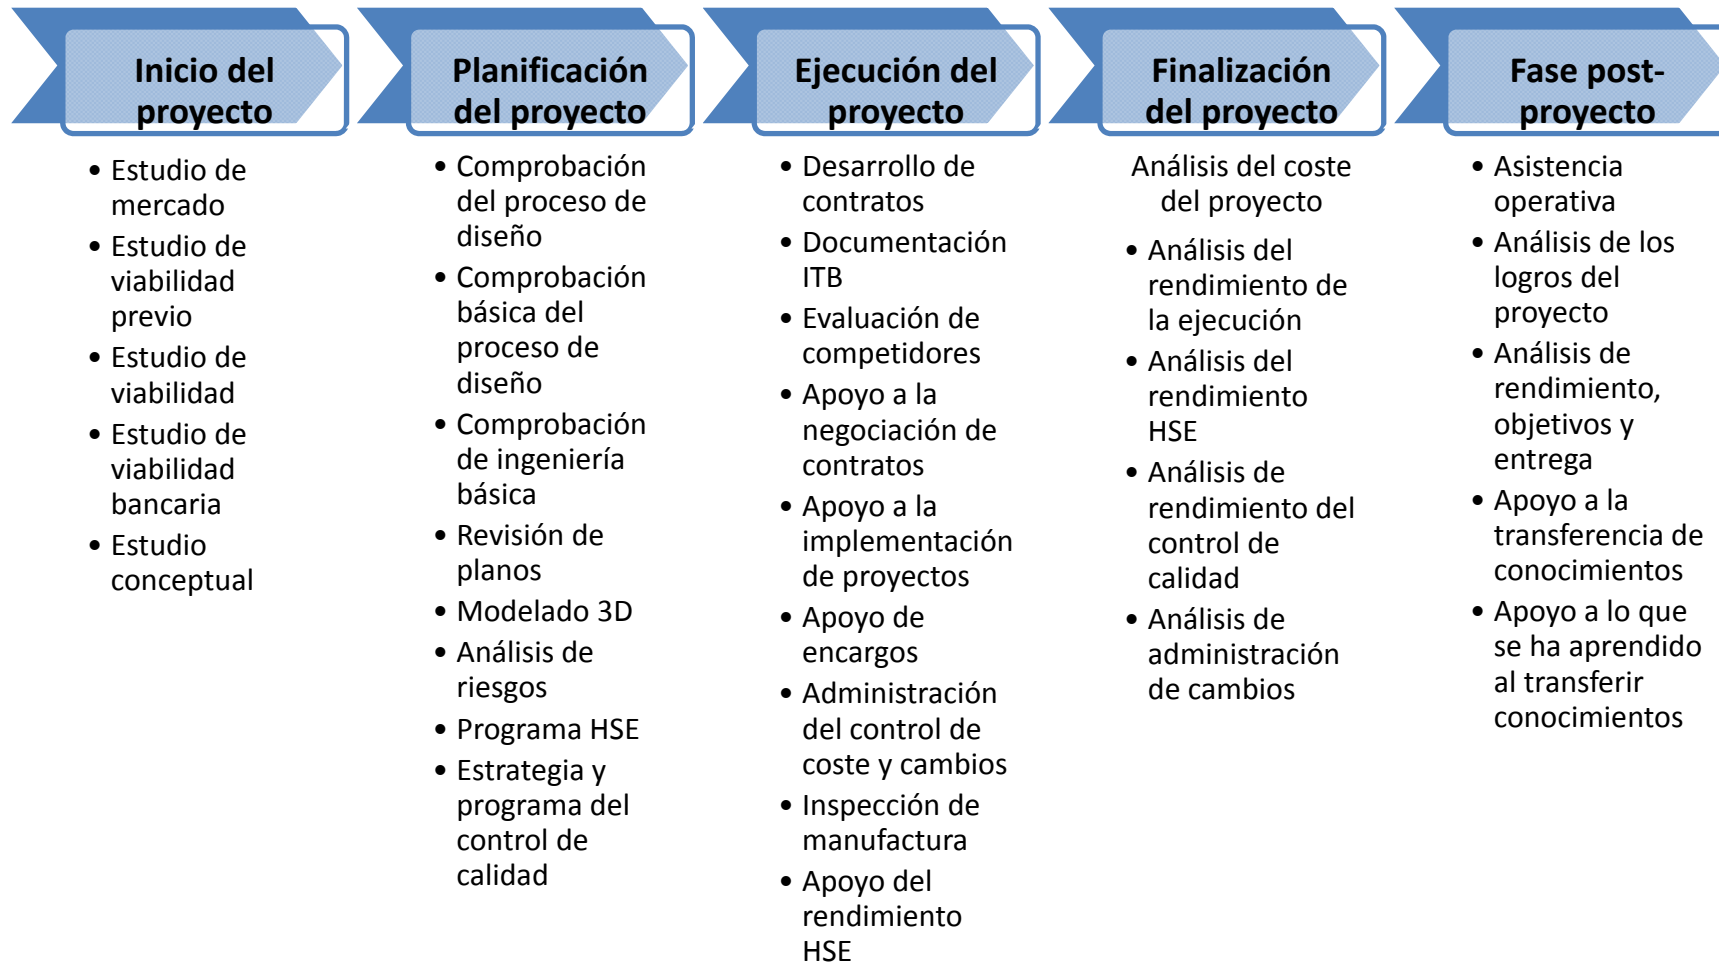 Inicio del
proyecto
• Estudio de
mercado
• Estudio de
viabilidad
previo
• Estudio de
viabilidad
• Estudio de
viabilidad
bancaria
• Estudio
conceptual
Planificación
del proyecto
• Comprobación
del proceso de
diseño
• Comprobación
básica del
proceso de
diseño
• Comprobación
de ingeniería
básica
• Revisión de
planos
• Modelado 3D
• Análisis de
riesgos
• Programa HSE
• Estrategia y
programa del
control de
calidad
Ejecución del
proyecto
• Desarrollo de
contratos
• Documentación
ITB
• Evaluación de
competidores
• Apoyo a la
negociación de
contratos
• Apoyo a la
implementación
de proyectos
• Apoyo de
encargos
• Administración
del control de
coste y cambios
• Inspección de
manufactura
• Apoyo del
rendimiento
HSE
Finalización
del proyecto
Análisis del coste
del proyecto
• Análisis del
rendimiento de
la ejecución
• Análisis del
rendimiento
HSE
• Análisis de
rendimiento del
control de
calidad
• Análisis de
administración
de cambios
Fase post-
proyecto
• Asistencia
operativa
• Análisis de los
logros del
proyecto
• Análisis de
rendimiento,
objetivos y
entrega
• Apoyo a la
transferencia de
conocimientos
• Apoyo a lo que
se ha aprendido
al transferir
conocimientos